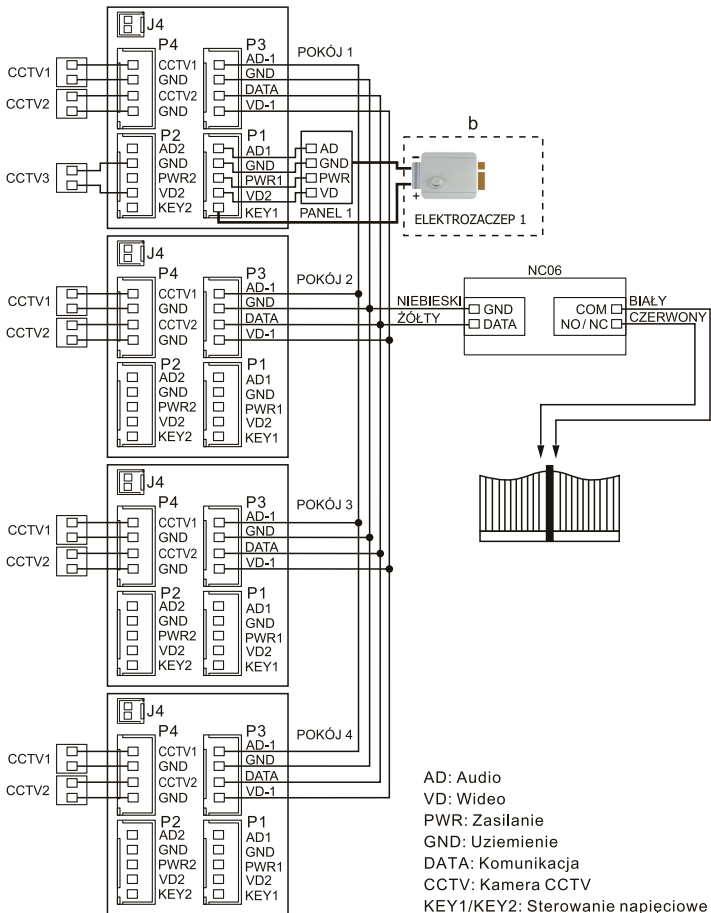 J4
P4
P3
CCTV1
CCTV1
GND
CCTV2
CCTV2
GND
AD-1
GND
DATA
VD-1
POKÓJ 1
P2
P1
CCTV3
AD2
GND
PWR2
VD2
KEY2
AD1
GND
PWR1
VD2
KEY1
AD
GND
PWR
VD
PANEL 1
b
-
+
ELEKTROZACZEP 1
J4
P4
P3
CCTV1
CCTV1
GND
CCTV2
CCTV2
GND
AD-1
GND
DATA
VD-1
POKÓJ 2
P2
P1
AD2
GND
PWR2
VD2
KEY2
AD1
GND
PWR1
VD2
KEY1
NC06
NIEBIESKI
ŻÓŁTY
GND
DATA
COM
NO/NC
BIAŁY
CZERWONY
J4
P4
P3
CCTV1
CCTV1
GND
CCTV2
CCTV2
GND
AD-1
GND
DATA
VD-1
POKÓJ 3
P2
P1
AD2
GND
PWR2
VD2
KEY2
AD1
GND
PWR1
VD2
KEY1
J4
P4
P3
CCTV1
CCTV1
GND
CCTV2
CCTV2
GND
AD-1
GND
DATA
VD-1
POKÓJ 4
P2
P1
AD2
GND
PWR2
VD2
KEY2
AD1
GND
PWR1
VD2
KEY1
AD: Audio
VD: Wideo
PWR: Zasilanie
GND: Uziemienie
DATA: Komunikacja
CCTV: Kamera CCTV
KEY1/KEY2: Sterowanie napięciowe